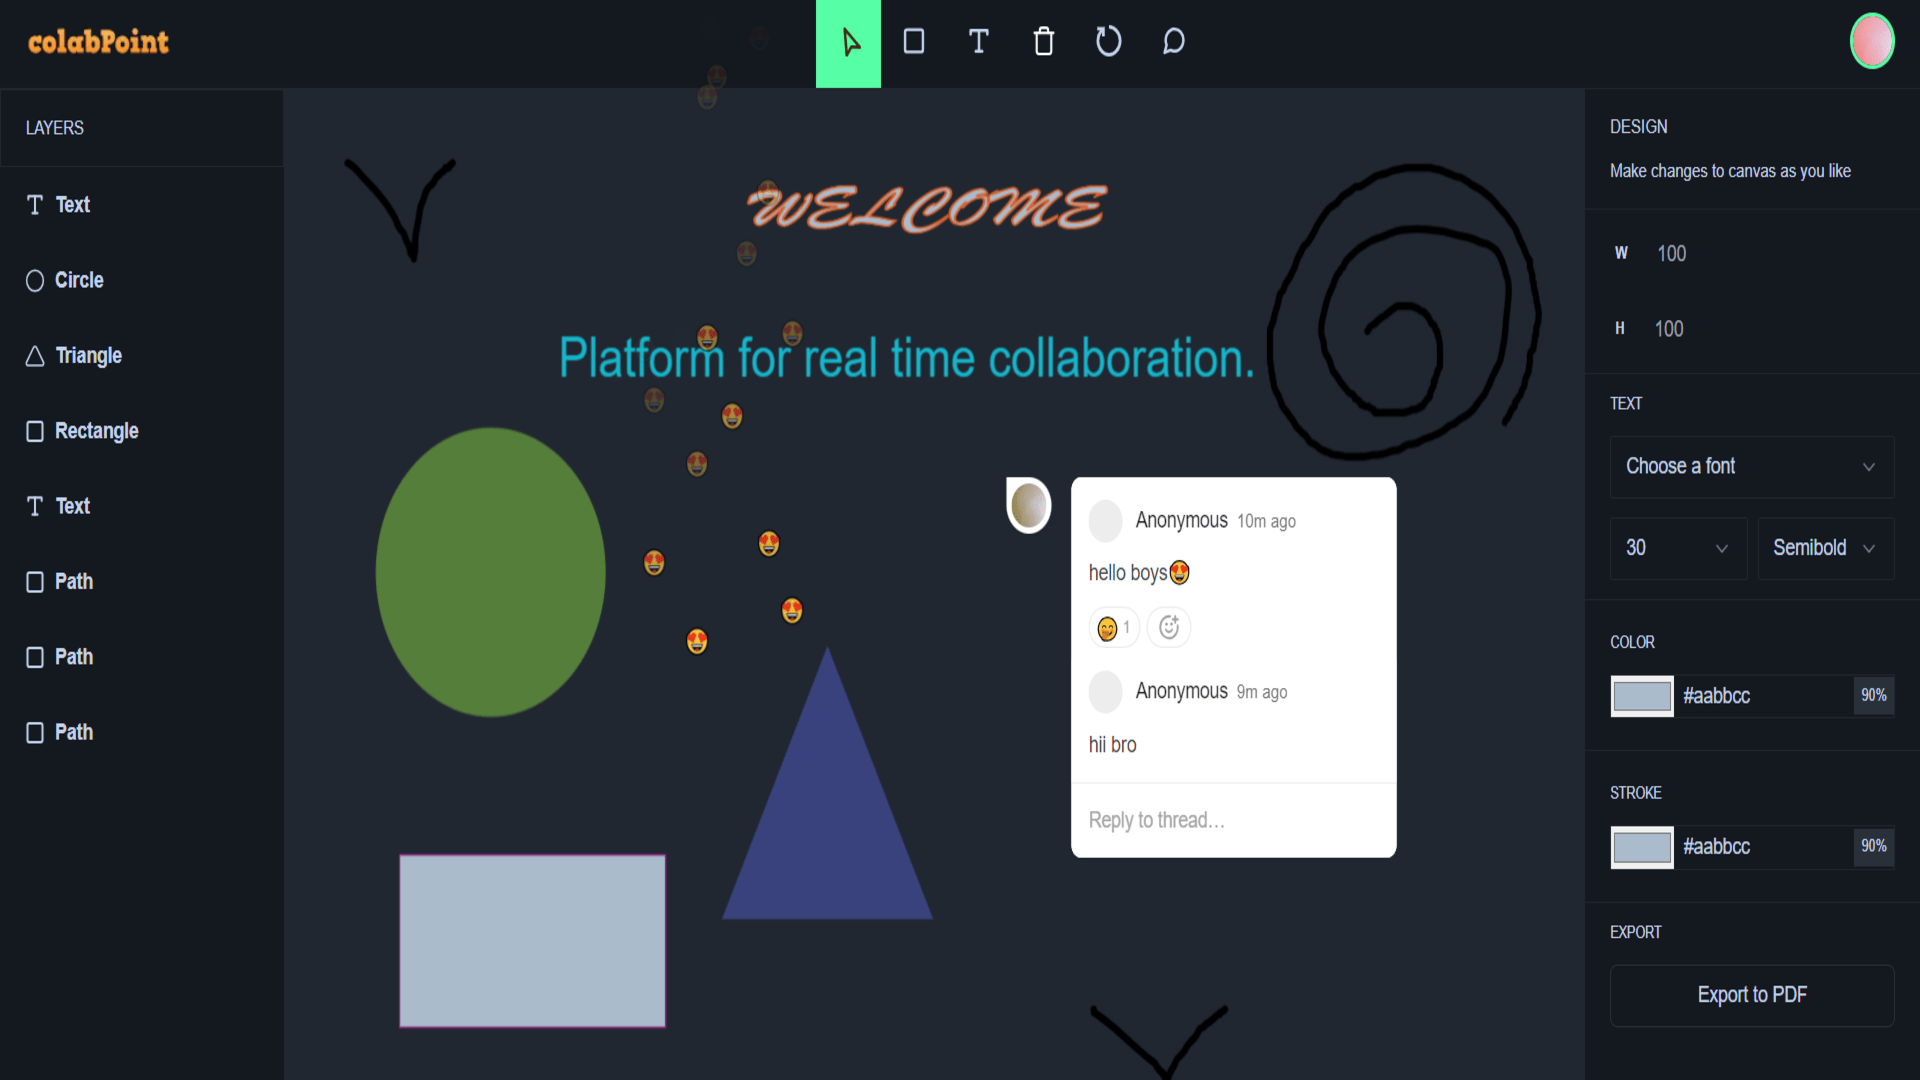 colabPoint
LAYERS
Text
Circle
Triangle
Rectangle
Text
Path
Path
Path
WELCOME
Platform for real time collaboration.
Anonymous 10m ago
hello boys😍
🤭 1
Anonymous 9m ago
hii bro
Reply to thread…
DESIGN
Make changes to canvas as you like
W 100
H 100
TEXT
Choose a font
30 Semibold
COLOR
#aabbcc 90%
STROKE
#aabbcc 90%
EXPORT
Export to PDF